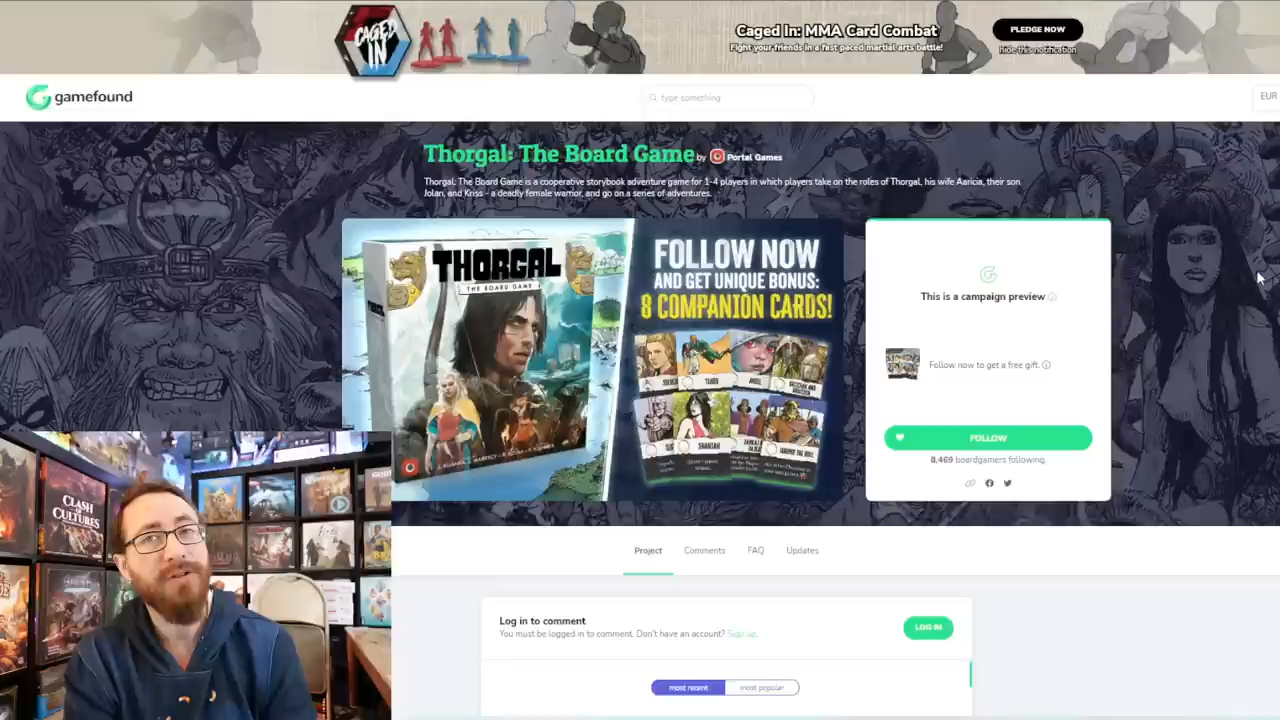 CAGED
IN
Caged In: MMA Card Combat
Fight your friends in a fast paced martial arts battle!
PLEDGE NOW
hide this notification
gamefound
type something
EUR
Thorgal: The Board Game by Portal Games
Thorgal: The Board Game is a cooperative storybook adventure game for 1-4 players in which players take on the roles of Thorgal, his wife Aaricia, their son
Jolan, and Kriss - a deadly female warrior, and go on a series of adventures.
THORGAL
THE BOARD GAME
FOLLOW NOW
AND GET UNIQUE BONUS:
8 COMPANION CARDS!
SHANIAH
This is a campaign preview
Follow now to get a free gift.
FOLLOW
8,469 boardgamers following.
CLASH
OF
CULTURES
Project
Comments
FAQ
Updates
Log in to comment
You must be logged in to comment. Don't have an account? Sign up.
LOG IN
most recent
most popular